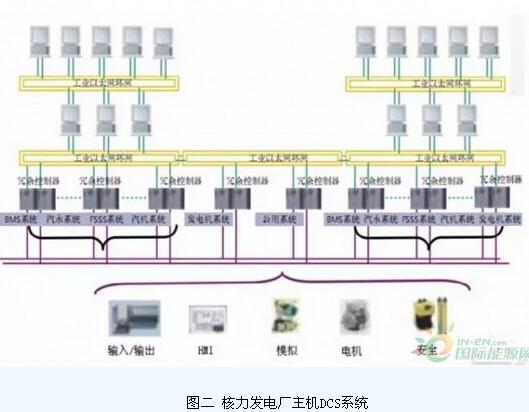 工业以太网环网 工业以太网环网
工业以太网环网 工业以太网环网 工业以太网环网
冗余控制器 冗余控制器 冗余控制器 冗余控制器 冗余控制器 冗余控制器 冗余控制器 冗余控制器
BMS系统 汽水系统 FSSS系统 汽机系统 发电机系统 公用系统 BMS系统 汽水系统 FSSS系统 汽机系统 发电机系统
输入/输出 HMI 模拟 电机 安全
IN-EN.COM
国际能源网
图二 核力发电厂主机DCS系统